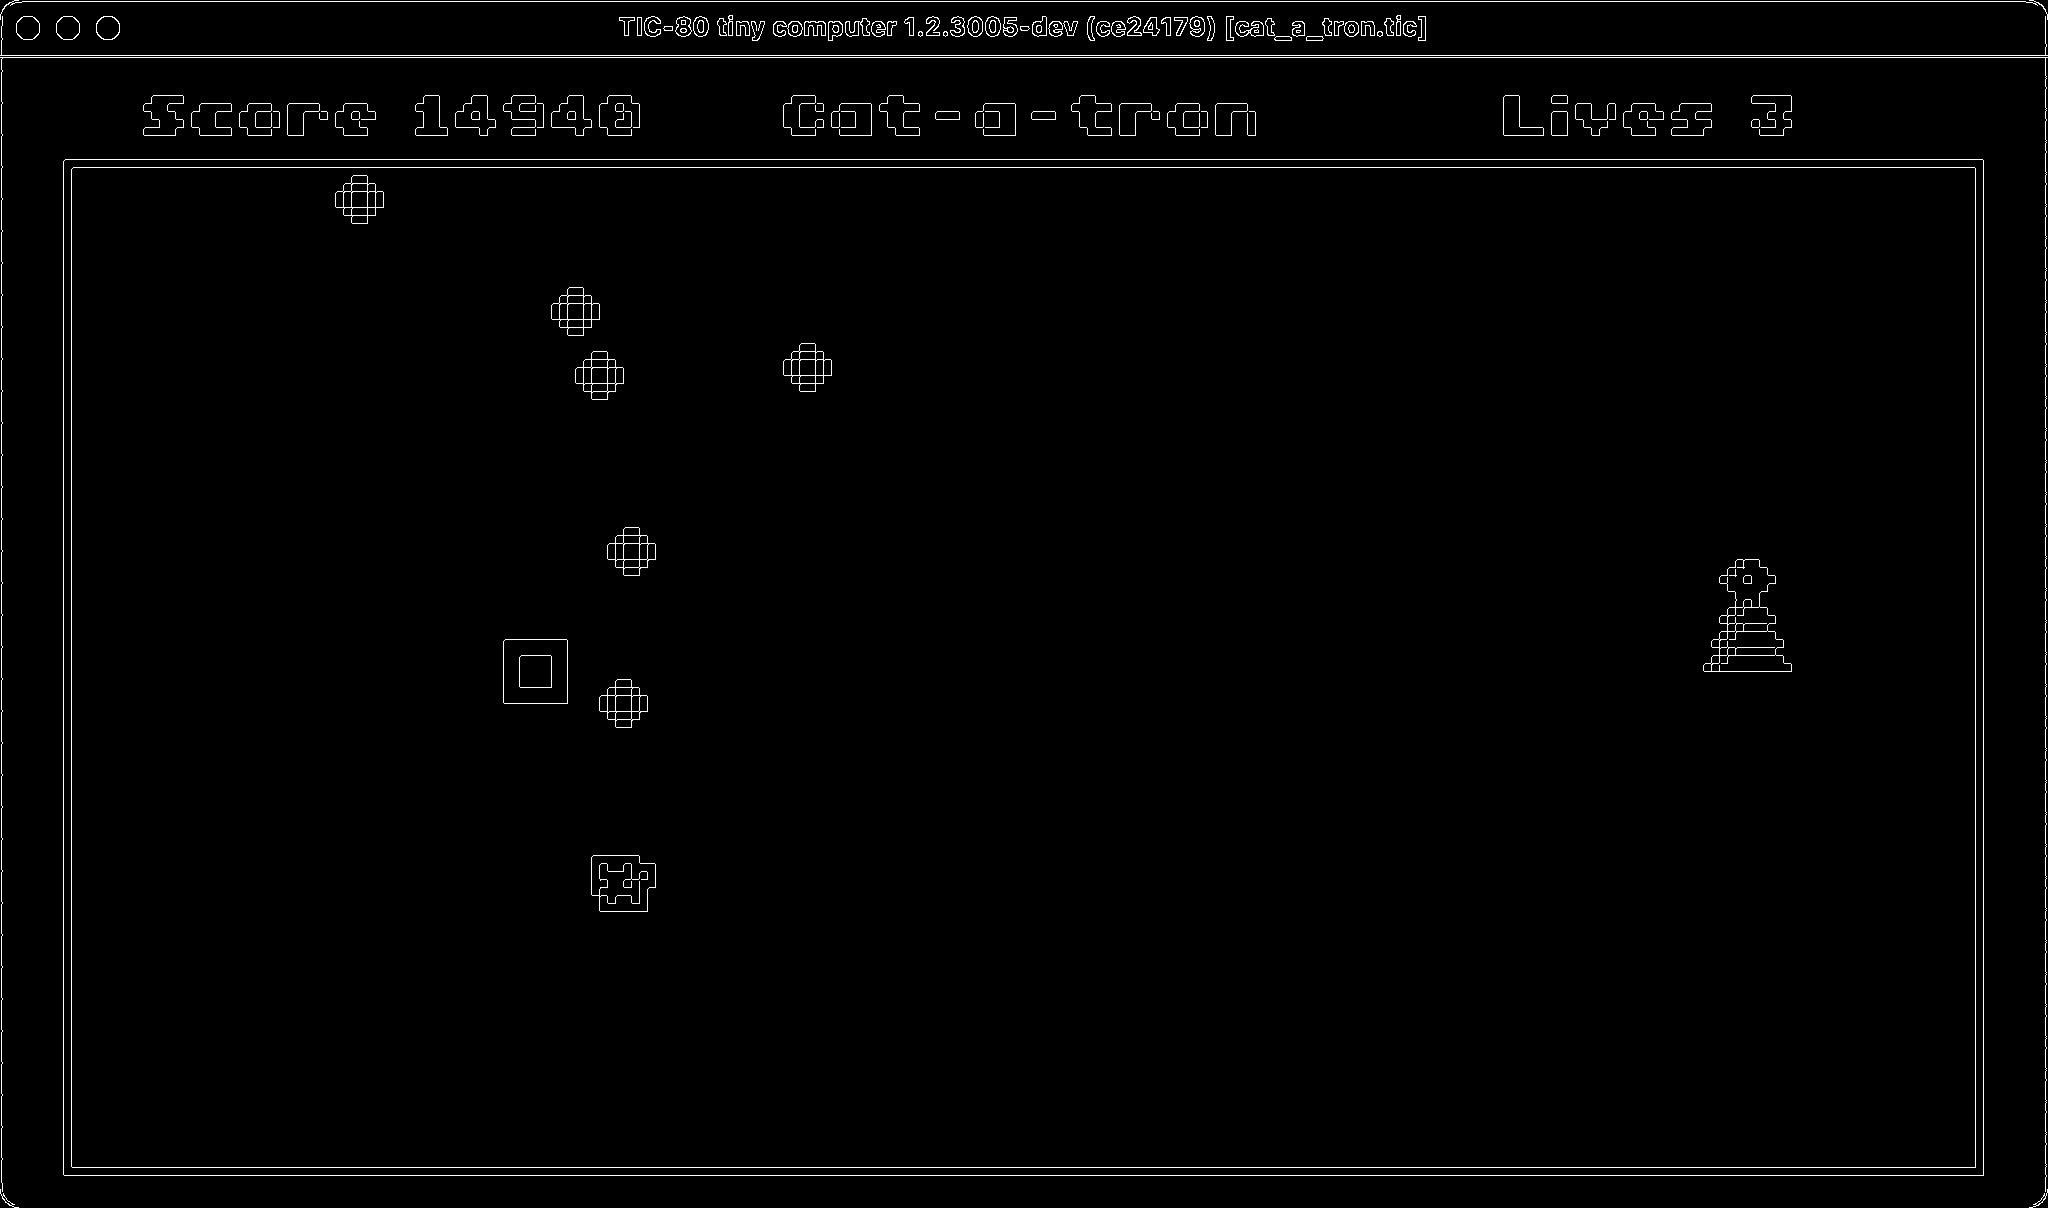 TIC-80 tiny computer 1.2.3005-dev (ce24179) [cat_a_tron.tic]
Score 14940 Cat-a-tron Lives 3